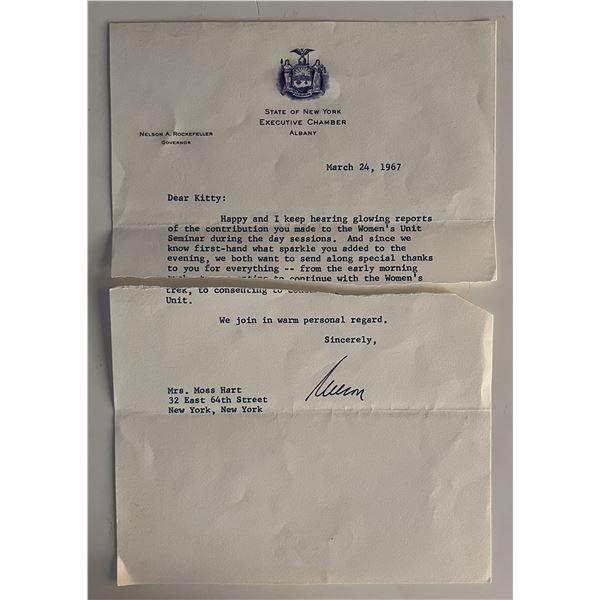 STATE OF NEW YORK
EXECUTIVE CHAMBER
ALBANY
NELSON A. ROCKEFELLER
GOVERNOR
March 24, 1967
Dear Kitty:
Happy and I keep hearing glowing reports
of the contribution you made to the Women's Unit
Seminar during the day sessions. And since we
know first-hand what sparkle you added to the
evening, we both want to send along special thanks
to you for everything -- from the early morning
to continue with the Women's
trek, to consenting to
Unit.
We join in warm personal regard.
Sincerely,
Nelson
Mrs. Moss Hart
32 East 64th Street
New York, New York